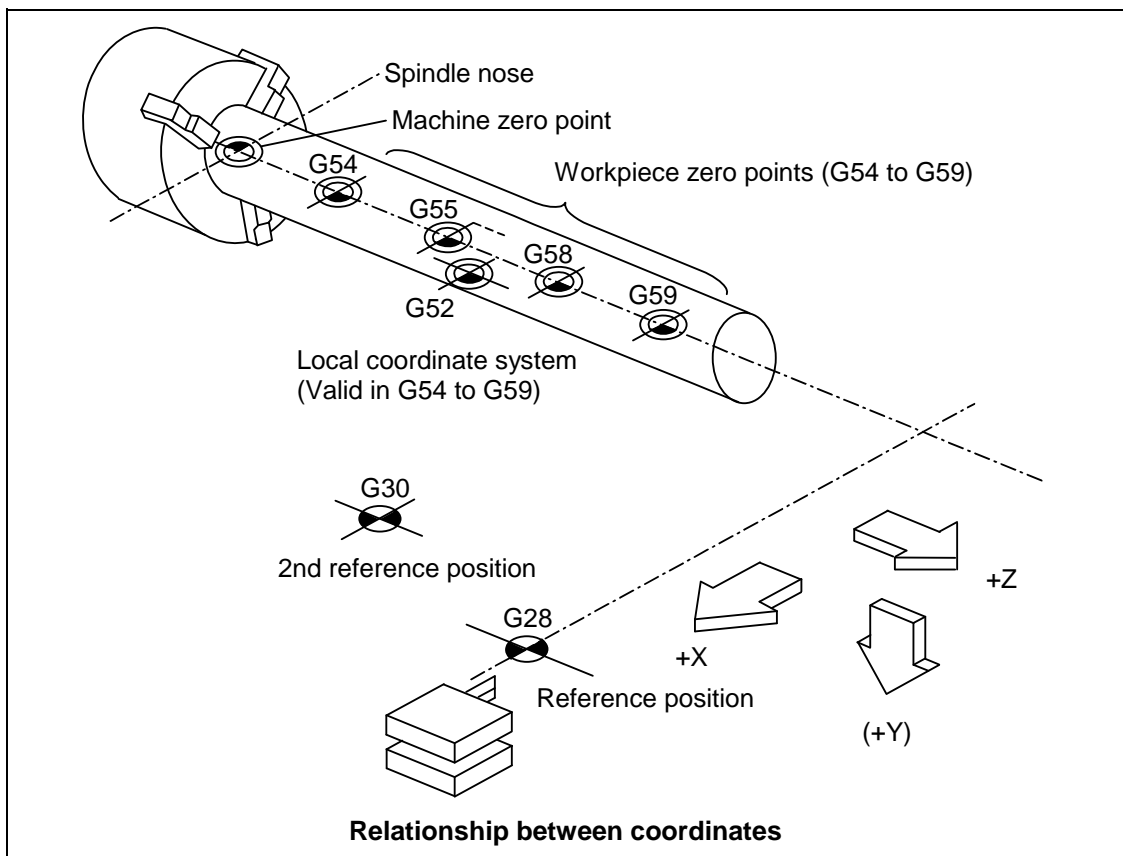 Spindle nose
Machine zero point
G54
Workpiece zero points (G54 to G59)
G55
G58
G52
G59
Local coordinate system
(Valid in G54 to G59)
G30
2nd reference position
+Z
G28
+X
Reference position
(+Y)
Relationship between coordinates